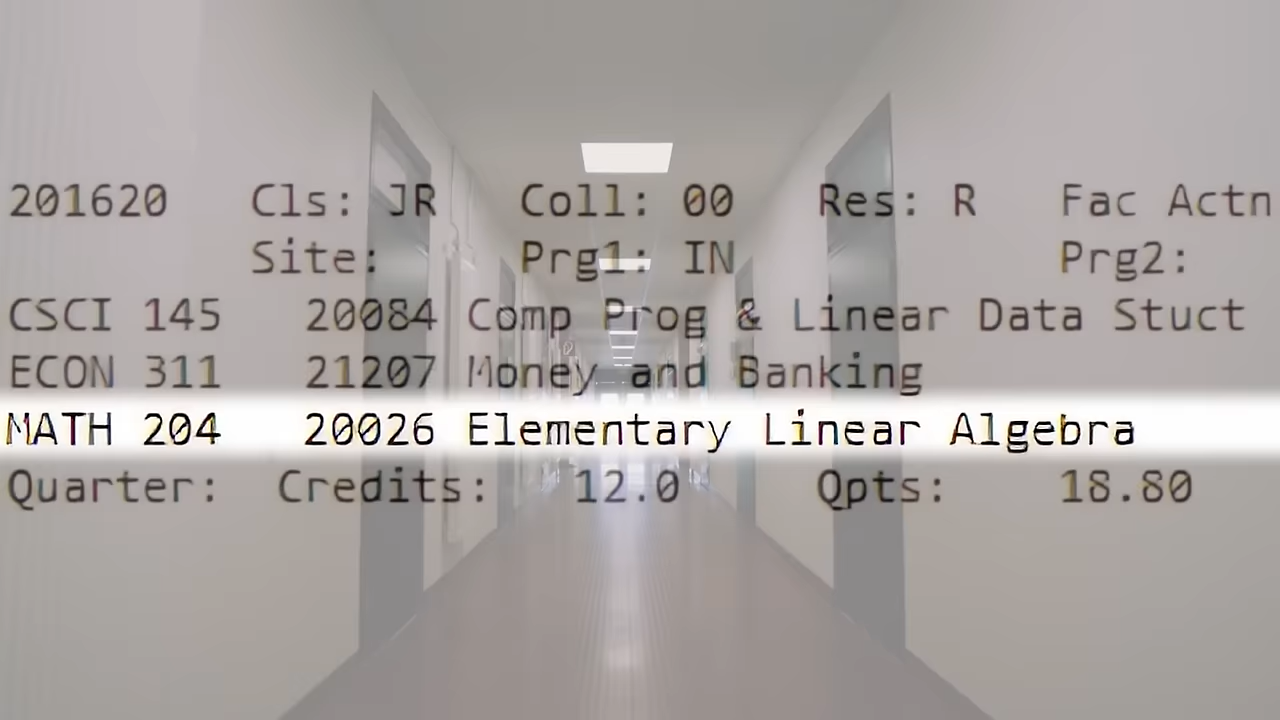 201620 Cls: JR Coll: 00 Res: R Fac Actn
Site: Prg1: IN Prg2:
CSCI 145 20084 Comp Prog & Linear Data Stuct
ECON 311 21207 Money and Banking
MATH 204 20026 Elementary Linear Algebra
Quarter: Credits: 12.0 Qpts: 18.80